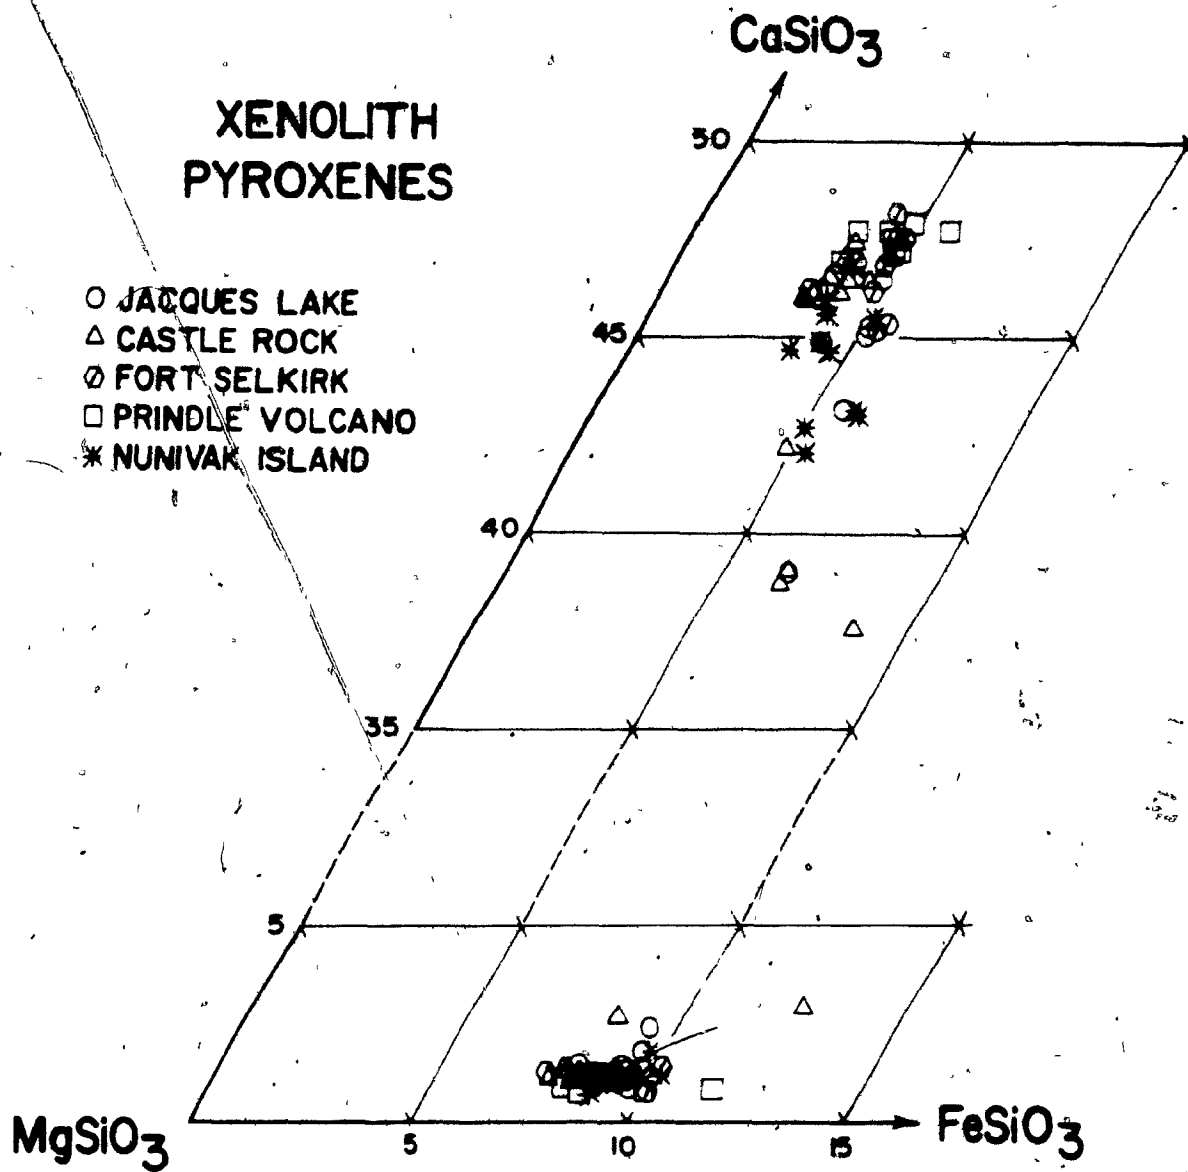 CaSiO3
XENOLITH
PYROXENES
50
JACQUES LAKE
45
CASTLE ROCK
FORT SELKIRK
PRINDLE VOLCANO
NUNIVAK ISLAND
40
35
5
MgSiO3
5
10
15
FeSiO3